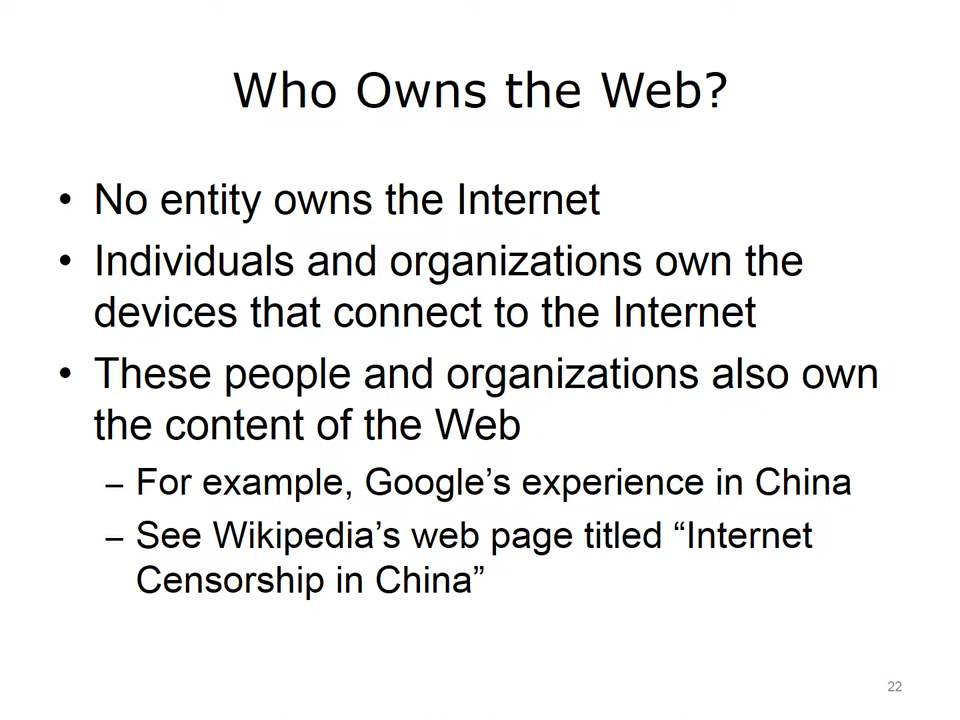 Who Owns the Web?
• No entity owns the Internet
• Individuals and organizations own the
devices that connect to the Internet
• These people and organizations also own
the content of the Web
– For example, Google’s experience in China
– See Wikipedia’s web page titled “Internet
Censorship in China”
22